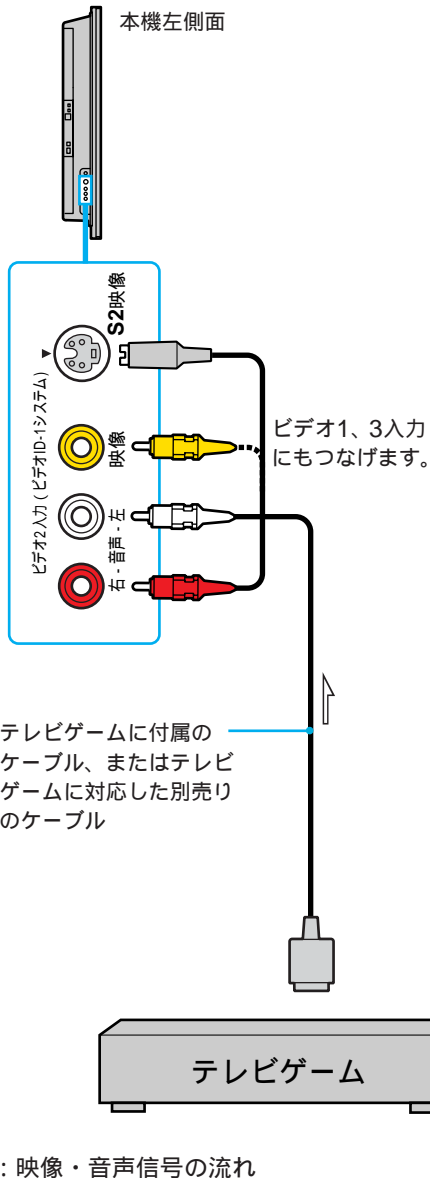 本機左側面
S2映像
ビデオ2入力(ビデオID-1システム)
映像
右 - 音声 - 左
ビデオ1、3入力
にもつなげます。
テレビゲームに付属の
ケーブル、またはテレビ
ゲームに対応した別売り
のケーブル
テレビゲーム
: 映像・音声信号の流れ